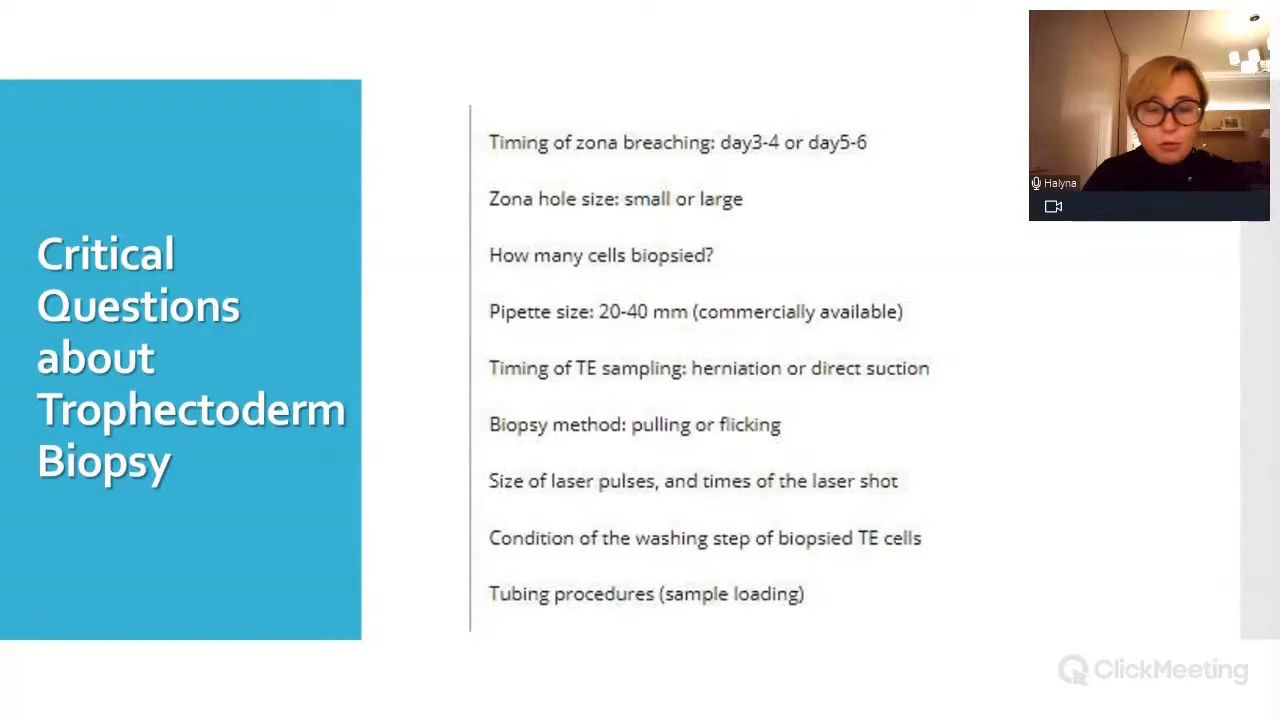 Critical
Questions
about
Trophectoderm
Biopsy
Timing of zona breaching: day3-4 or day5-6
Zona hole size: small or large
How many cells biopsied?
Pipette size: 20-40 mm (commercially available)
Timing of TE sampling: herniation or direct suction
Biopsy method: pulling or flicking
Size of laser pulses, and times of the laser shot
Condition of the washing step of biopsied TE cells
Tubing procedures (sample loading)
Halyna
ClickMeeting